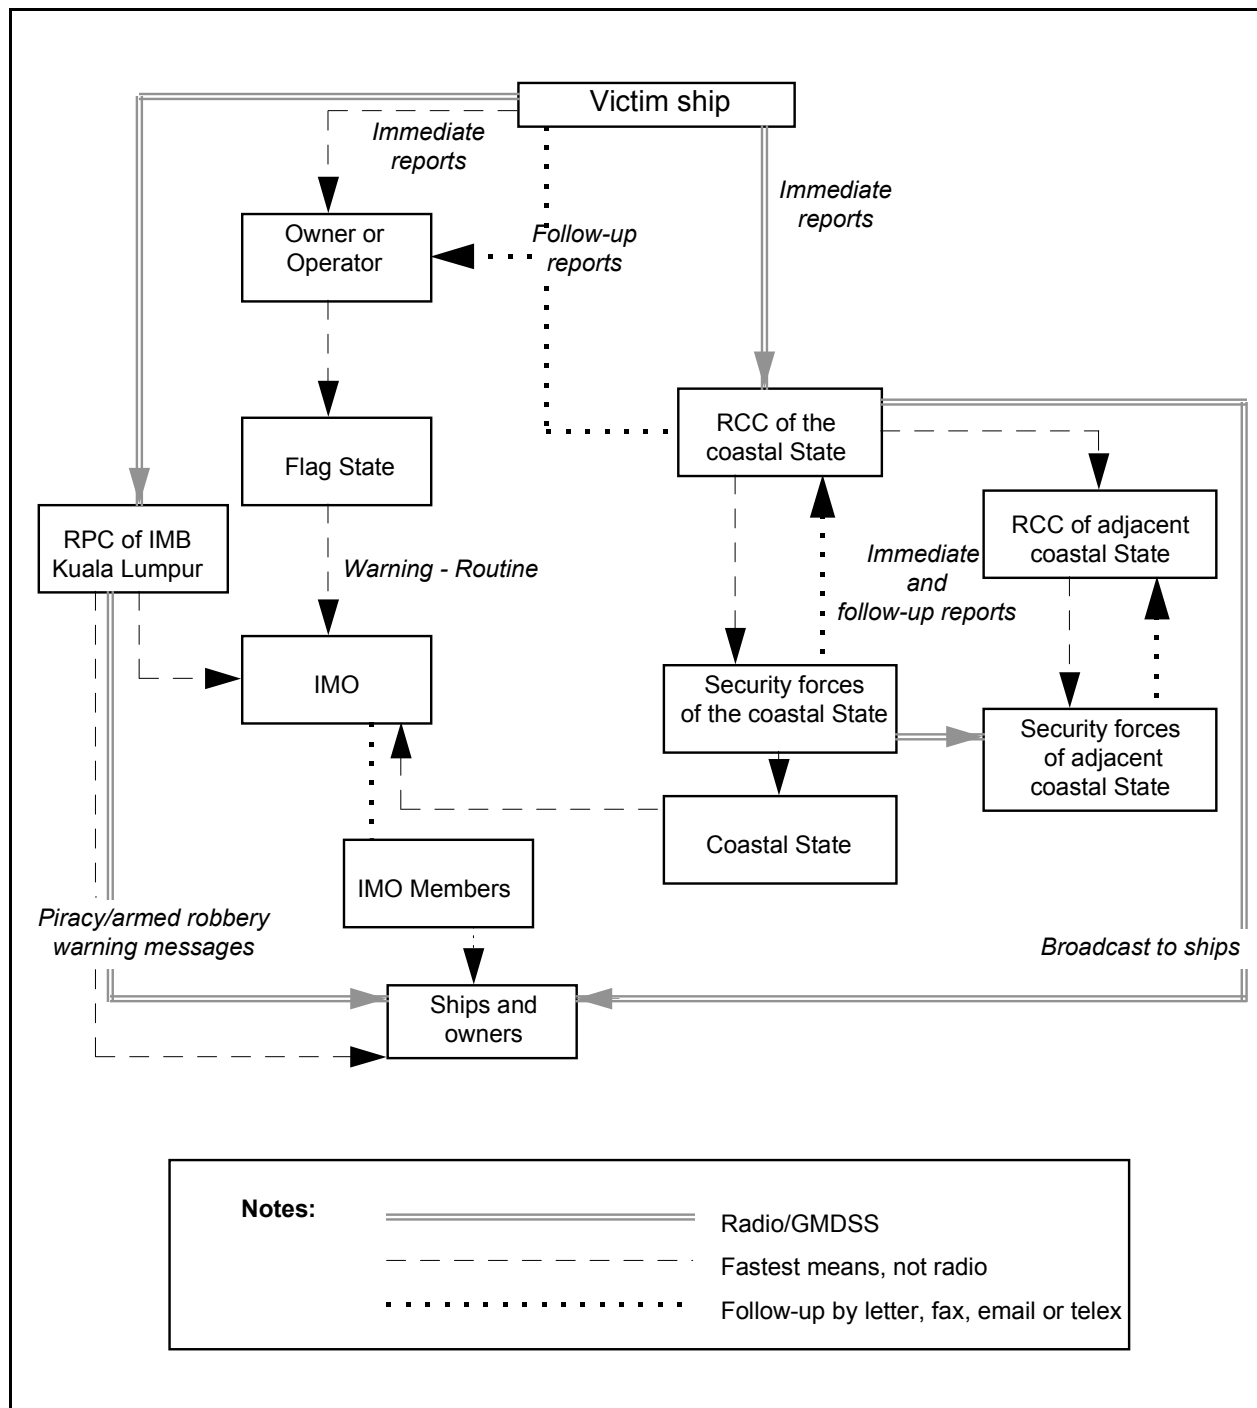 Victim ship
Immediate
reports
Immediate
reports
Owner or
Operator
Follow-up
reports
RCC of the
coastal State
Flag State
RPC of IMB
Kuala Lumpur
RCC of adjacent
coastal State
Warning - Routine
Immediate
and
follow-up reports
IMO
Security forces
of the coastal State
Security forces
of adjacent
coastal State
Coastal State
IMO Members
Piracy/armed robbery
warning messages
Broadcast to ships
Ships and
owners
Notes:
Radio/GMDSS
Fastest means, not radio
Follow-up by letter, fax, email or telex